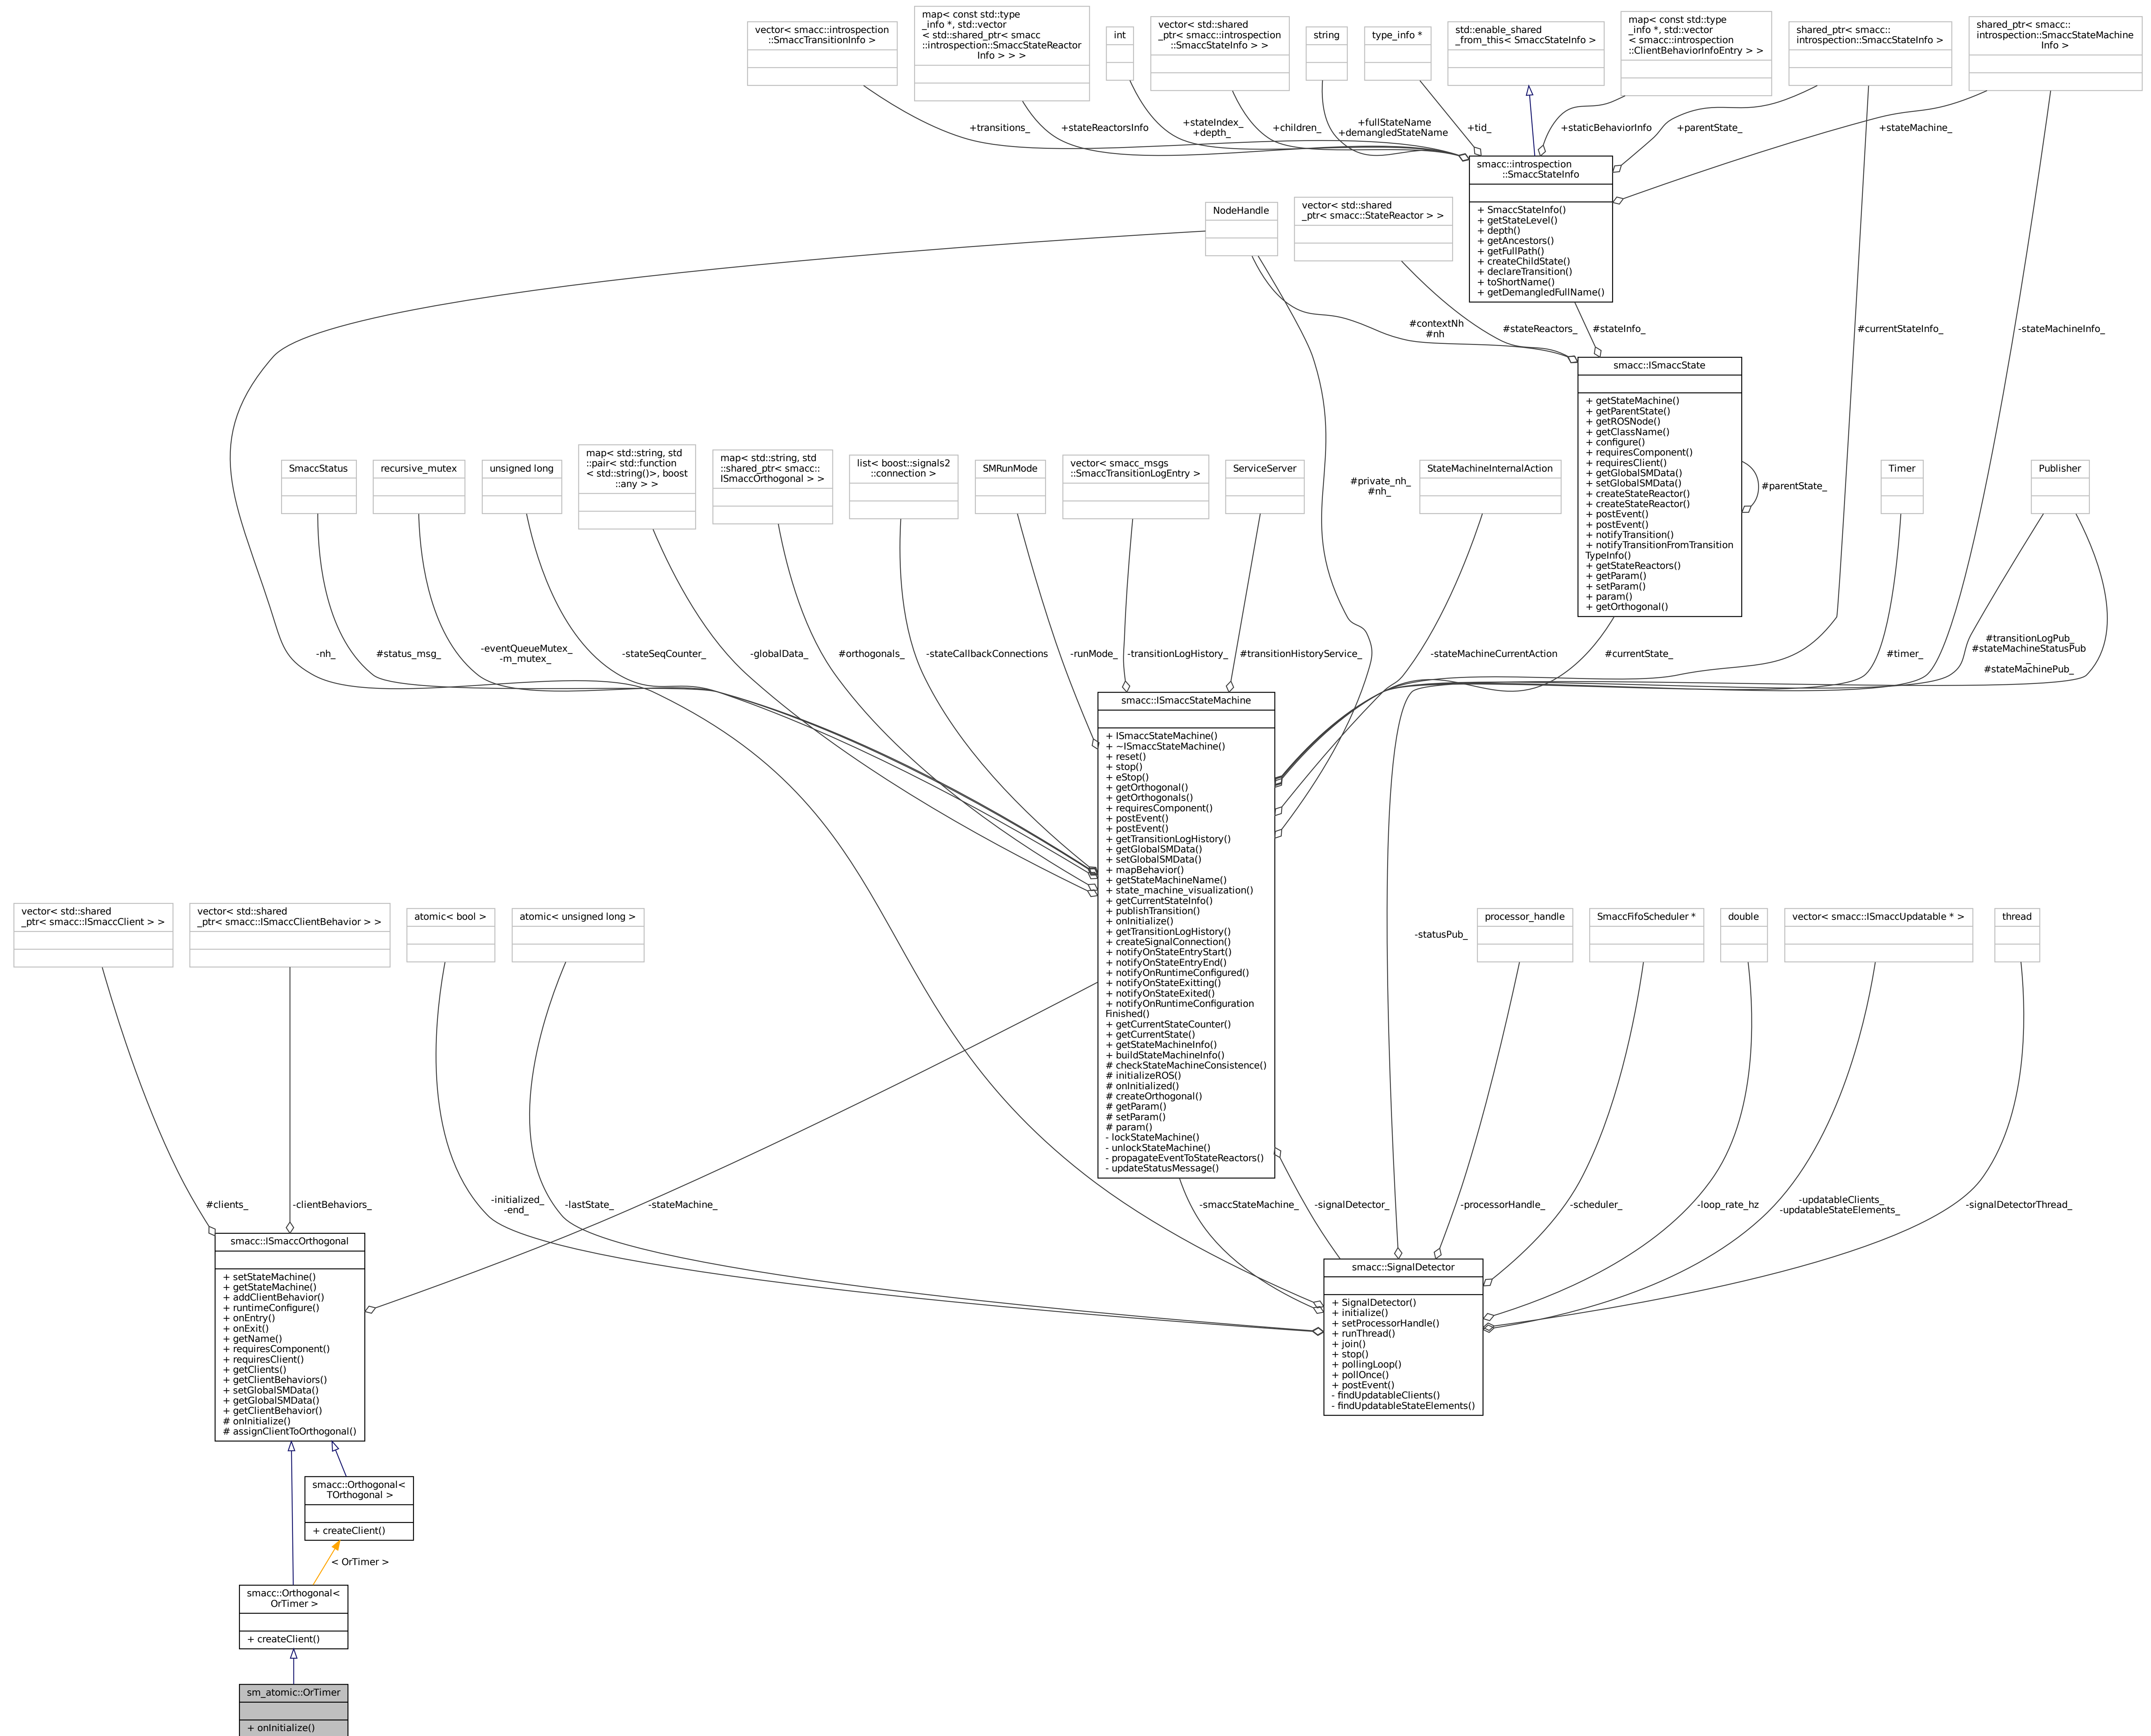 vector< smacc::introspection
::SmaccTransitionInfo >
map< const std::type
_info *, std::vector
< std::shared_ptr< smacc
::introspection::SmaccStateReactor
Info > > >
int
vector< std::shared
_ptr< smacc::introspection
::SmaccStateInfo > >
string
type_info *
std::enable_shared
_from_this< SmaccStateInfo >
map< const std::type
_info *, std::vector
< smacc::introspection
::ClientBehaviorInfoEntry > >
shared_ptr< smacc::
introspection::SmaccStateInfo >
shared_ptr< smacc::
introspection::SmaccStateMachine
Info >
+transitions_
+stateReactorsInfo
+stateIndex_
+depth_
+children_
+fullStateName
+demangledStateName
+tid_
+staticBehaviorInfo
+parentState_
+stateMachine_
smacc::introspection
::SmaccStateInfo
+ SmaccStateInfo()
+ getStateLevel()
+ depth()
+ getAncestors()
+ getFullPath()
+ createChildState()
+ declareTransition()
+ toShortName()
+ getDemangledFullName()
NodeHandle
vector< std::shared
_ptr< smacc::StateReactor > >
#contextNh
#nh
#stateReactors_
#stateInfo_
#currentStateInfo_
-stateMachineInfo_
smacc::ISmaccState
+ getStateMachine()
+ getParentState()
+ getROSNode()
+ getClassName()
+ configure()
+ requiresComponent()
+ requiresClient()
+ getGlobalSMData()
+ setGlobalSMData()
+ createStateReactor()
+ createStateReactor()
+ postEvent()
+ postEvent()
+ notifyTransition()
+ notifyTransitionFromTransition
TypeInfo()
+ getStateReactors()
+ getParam()
+ setParam()
+ param()
+ getOrthogonal()
#parentState_
SmaccStatus
recursive_mutex
unsigned long
map< std::string, std
::pair< std::function
< std::string()>, boost
::any > >
map< std::string, std
::shared_ptr< smacc::
ISmaccOrthogonal > >
list< boost::signals2
::connection >
SMRunMode
vector< smacc_msgs
::SmaccTransitionLogEntry >
ServiceServer
#private_nh_
#nh_
StateMachineInternalAction
Timer
Publisher
-nh_
#status_msg_
-eventQueueMutex_
-m_mutex_
-stateSeqCounter_
-globalData_
#orthogonals_
-stateCallbackConnections
-runMode_
-transitionLogHistory_
#transitionHistoryService_
-stateMachineCurrentAction
#currentState_
#timer_
#transitionLogPub_
#stateMachineStatusPub
_
#stateMachinePub_
smacc::ISmaccStateMachine
+ ISmaccStateMachine()
+ ~ISmaccStateMachine()
+ reset()
+ stop()
+ eStop()
+ getOrthogonal()
+ getOrthogonals()
+ requiresComponent()
+ postEvent()
+ postEvent()
+ getTransitionLogHistory()
+ getGlobalSMData()
+ setGlobalSMData()
+ mapBehavior()
+ getStateMachineName()
+ state_machine_visualization()
+ getCurrentStateInfo()
+ publishTransition()
+ onInitialize()
+ getTransitionLogHistory()
+ createSignalConnection()
+ notifyOnStateEntryStart()
+ notifyOnStateEntryEnd()
+ notifyOnRuntimeConfigured()
+ notifyOnStateExitting()
+ notifyOnStateExited()
+ notifyOnRuntimeConfiguration
Finished()
+ getCurrentStateCounter()
+ getCurrentState()
+ getStateMachineInfo()
+ buildStateMachineInfo()
# checkStateMachineConsistence()
# initializeROS()
# onInitialized()
# createOrthogonal()
# getParam()
# setParam()
# param()
- lockStateMachine()
- unlockStateMachine()
- propagateEventToStateReactors()
- updateStatusMessage()
vector< std::shared
_ptr< smacc::ISmaccClient > >
vector< std::shared
_ptr< smacc::ISmaccClientBehavior > >
atomic< bool >
atomic< unsigned long >
-statusPub_
processor_handle
SmaccFifoScheduler *
double
vector< smacc::ISmaccUpdatable * >
thread
#clients_
-clientBehaviors_
-initialized_
-end_
-lastState_
-stateMachine_
-smaccStateMachine_
-signalDetector_
-processorHandle_
-scheduler_
-loop_rate_hz
-updatableClients_
-updatableStateElements_
-signalDetectorThread_
smacc::ISmaccOrthogonal
+ setStateMachine()
+ getStateMachine()
+ addClientBehavior()
+ runtimeConfigure()
+ onEntry()
+ onExit()
+ getName()
+ requiresComponent()
+ requiresClient()
+ getClients()
+ getClientBehaviors()
+ setGlobalSMData()
+ getGlobalSMData()
+ getClientBehavior()
# onInitialize()
# assignClientToOrthogonal()
smacc::SignalDetector
+ SignalDetector()
+ initialize()
+ setProcessorHandle()
+ runThread()
+ join()
+ stop()
+ pollingLoop()
+ pollOnce()
+ postEvent()
- findUpdatableClients()
- findUpdatableStateElements()
smacc::Orthogonal<
TOrthogonal >
+ createClient()
< OrTimer >
smacc::Orthogonal<
OrTimer >
+ createClient()
sm_atomic::OrTimer
+ onInitialize()